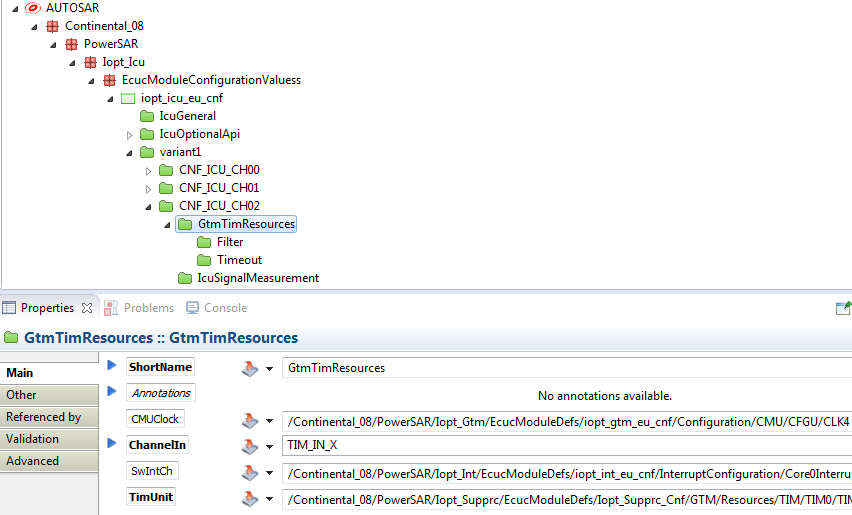 AUTOSAR
Continental_08
PowerSAR
Iopt_Icu
EcucModuleConfigurationValuess
iopt_icu_eu_cnf
IcuGeneral
IcuOptionalApi
variant1
CNF_ICU_CH00
CNF_ICU_CH01
CNF_ICU_CH02
GtmTimResources
Filter
Timeout
IcuSignalMeasurement
Properties Problems Console
GtmTimResources :: GtmTimResources
Main ShortName GtmTimResources
Other Annotations No annotations available.
Referenced by CMUClock /Continental_08/PowerSAR/Iopt_Gtm/EcucModuleDefs/iopt_gtm_eu_cnf/Configuration/CMU/CFGU/CLK4
Validation ChannelIn TIM_IN_X
Advanced SwIntCh /Continental_08/PowerSAR/Iopt_Int/EcucModuleDefs/iopt_int_eu_cnf/InterruptConfiguration/Core0Interru
TimUnit /Continental_08/PowerSAR/Iopt_Supprc/EcucModuleDefs/Iopt_Supprc_Cnf/GTM/Resources/TIM/TIM0/TIM